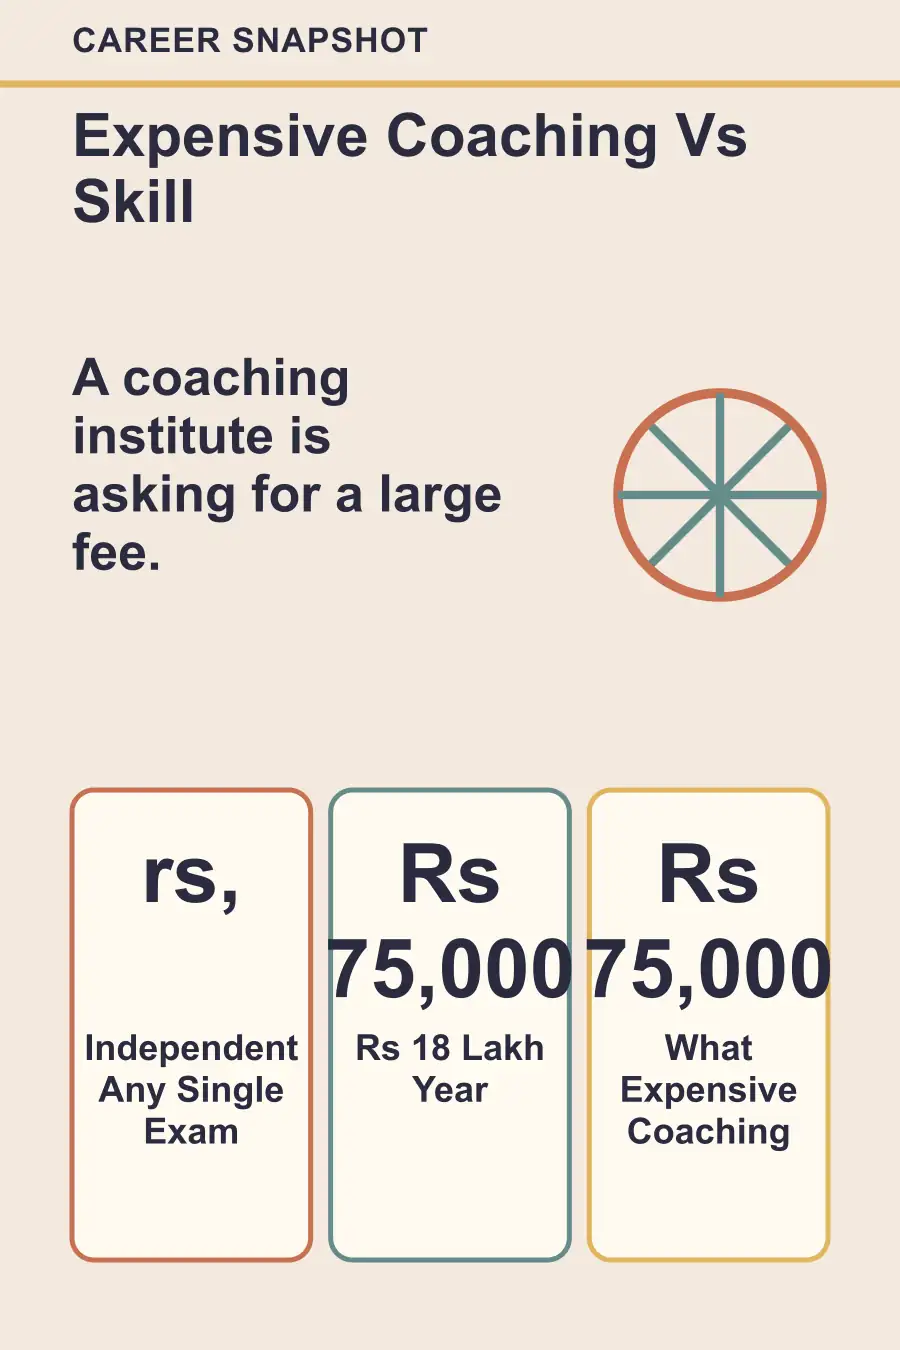 CAREER SNAPSHOT
Expensive Coaching Vs
Skill
A coaching
institute is
asking for a large
fee.
rs,
Independent
Any Single
Exam
Rs
75,000
Rs 18 Lakh
Year
Rs
75,000
What
Expensive
Coaching